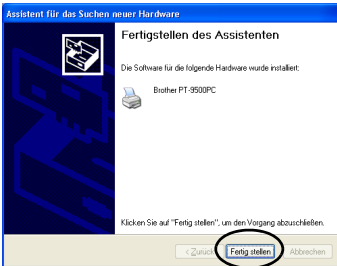 Assistent für das Suchen neuer Hardware
Fertigstellen des Assistenten
Die Software für die folgende Hardware wurde installiert:
Brother PT-9500PC
Klicken Sie auf "Fertig stellen", um den Vorgang abzuschließen.
< Zurück Fertig stellen Abbrechen